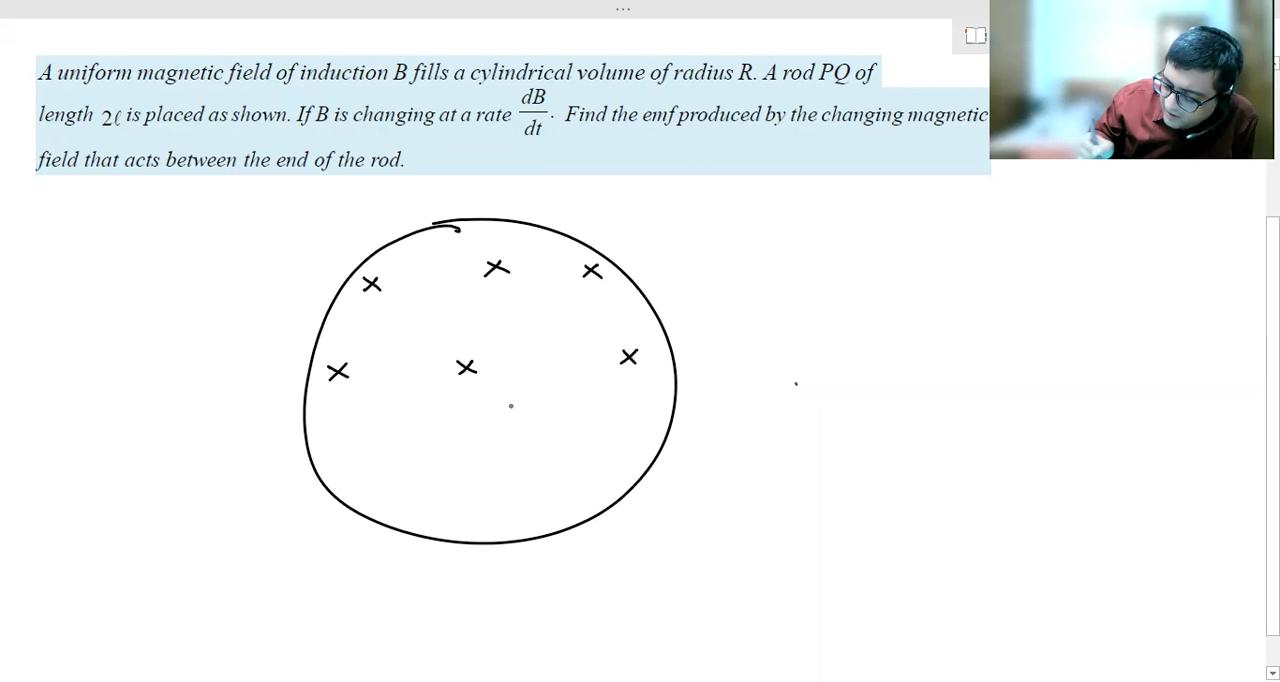 A uniform magnetic field of induction B fills a cylindrical volume of radius R. A rod PQ of
length 2ℓ is placed as shown. If B is changing at a rate dB/dt. Find the emf produced by the changing magnetic
field that acts between the end of the rod.
× × ×
× × ×